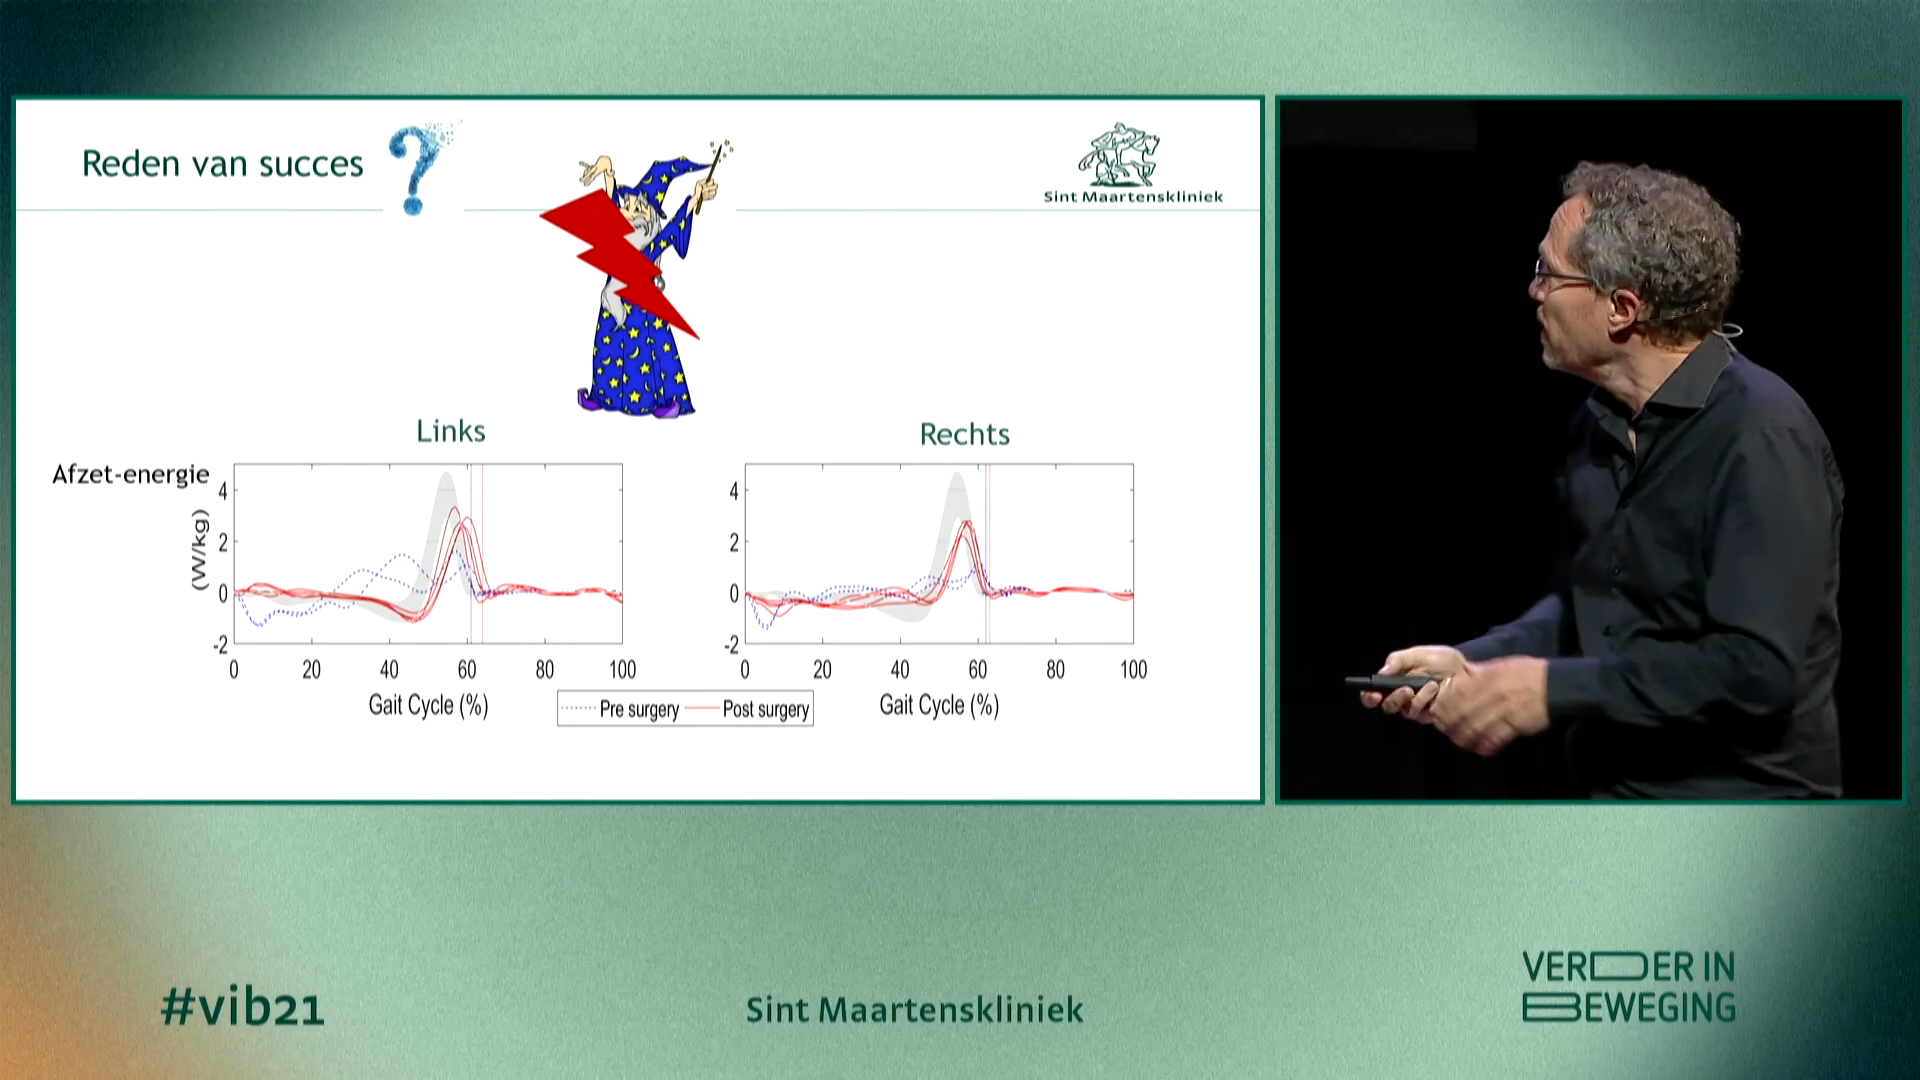 Reden van succes
Sint Maartenskliniek
Links
Rechts
Afzet-energie
(W/kg)
4
2
0
-2
0 20 40 60 80 100
Gait Cycle (%)
4
2
0
-2
0 20 40 60 80 100
Gait Cycle (%)
Pre surgery Post surgery
#vib21
Sint Maartenskliniek
VERDER IN
BEWEGING